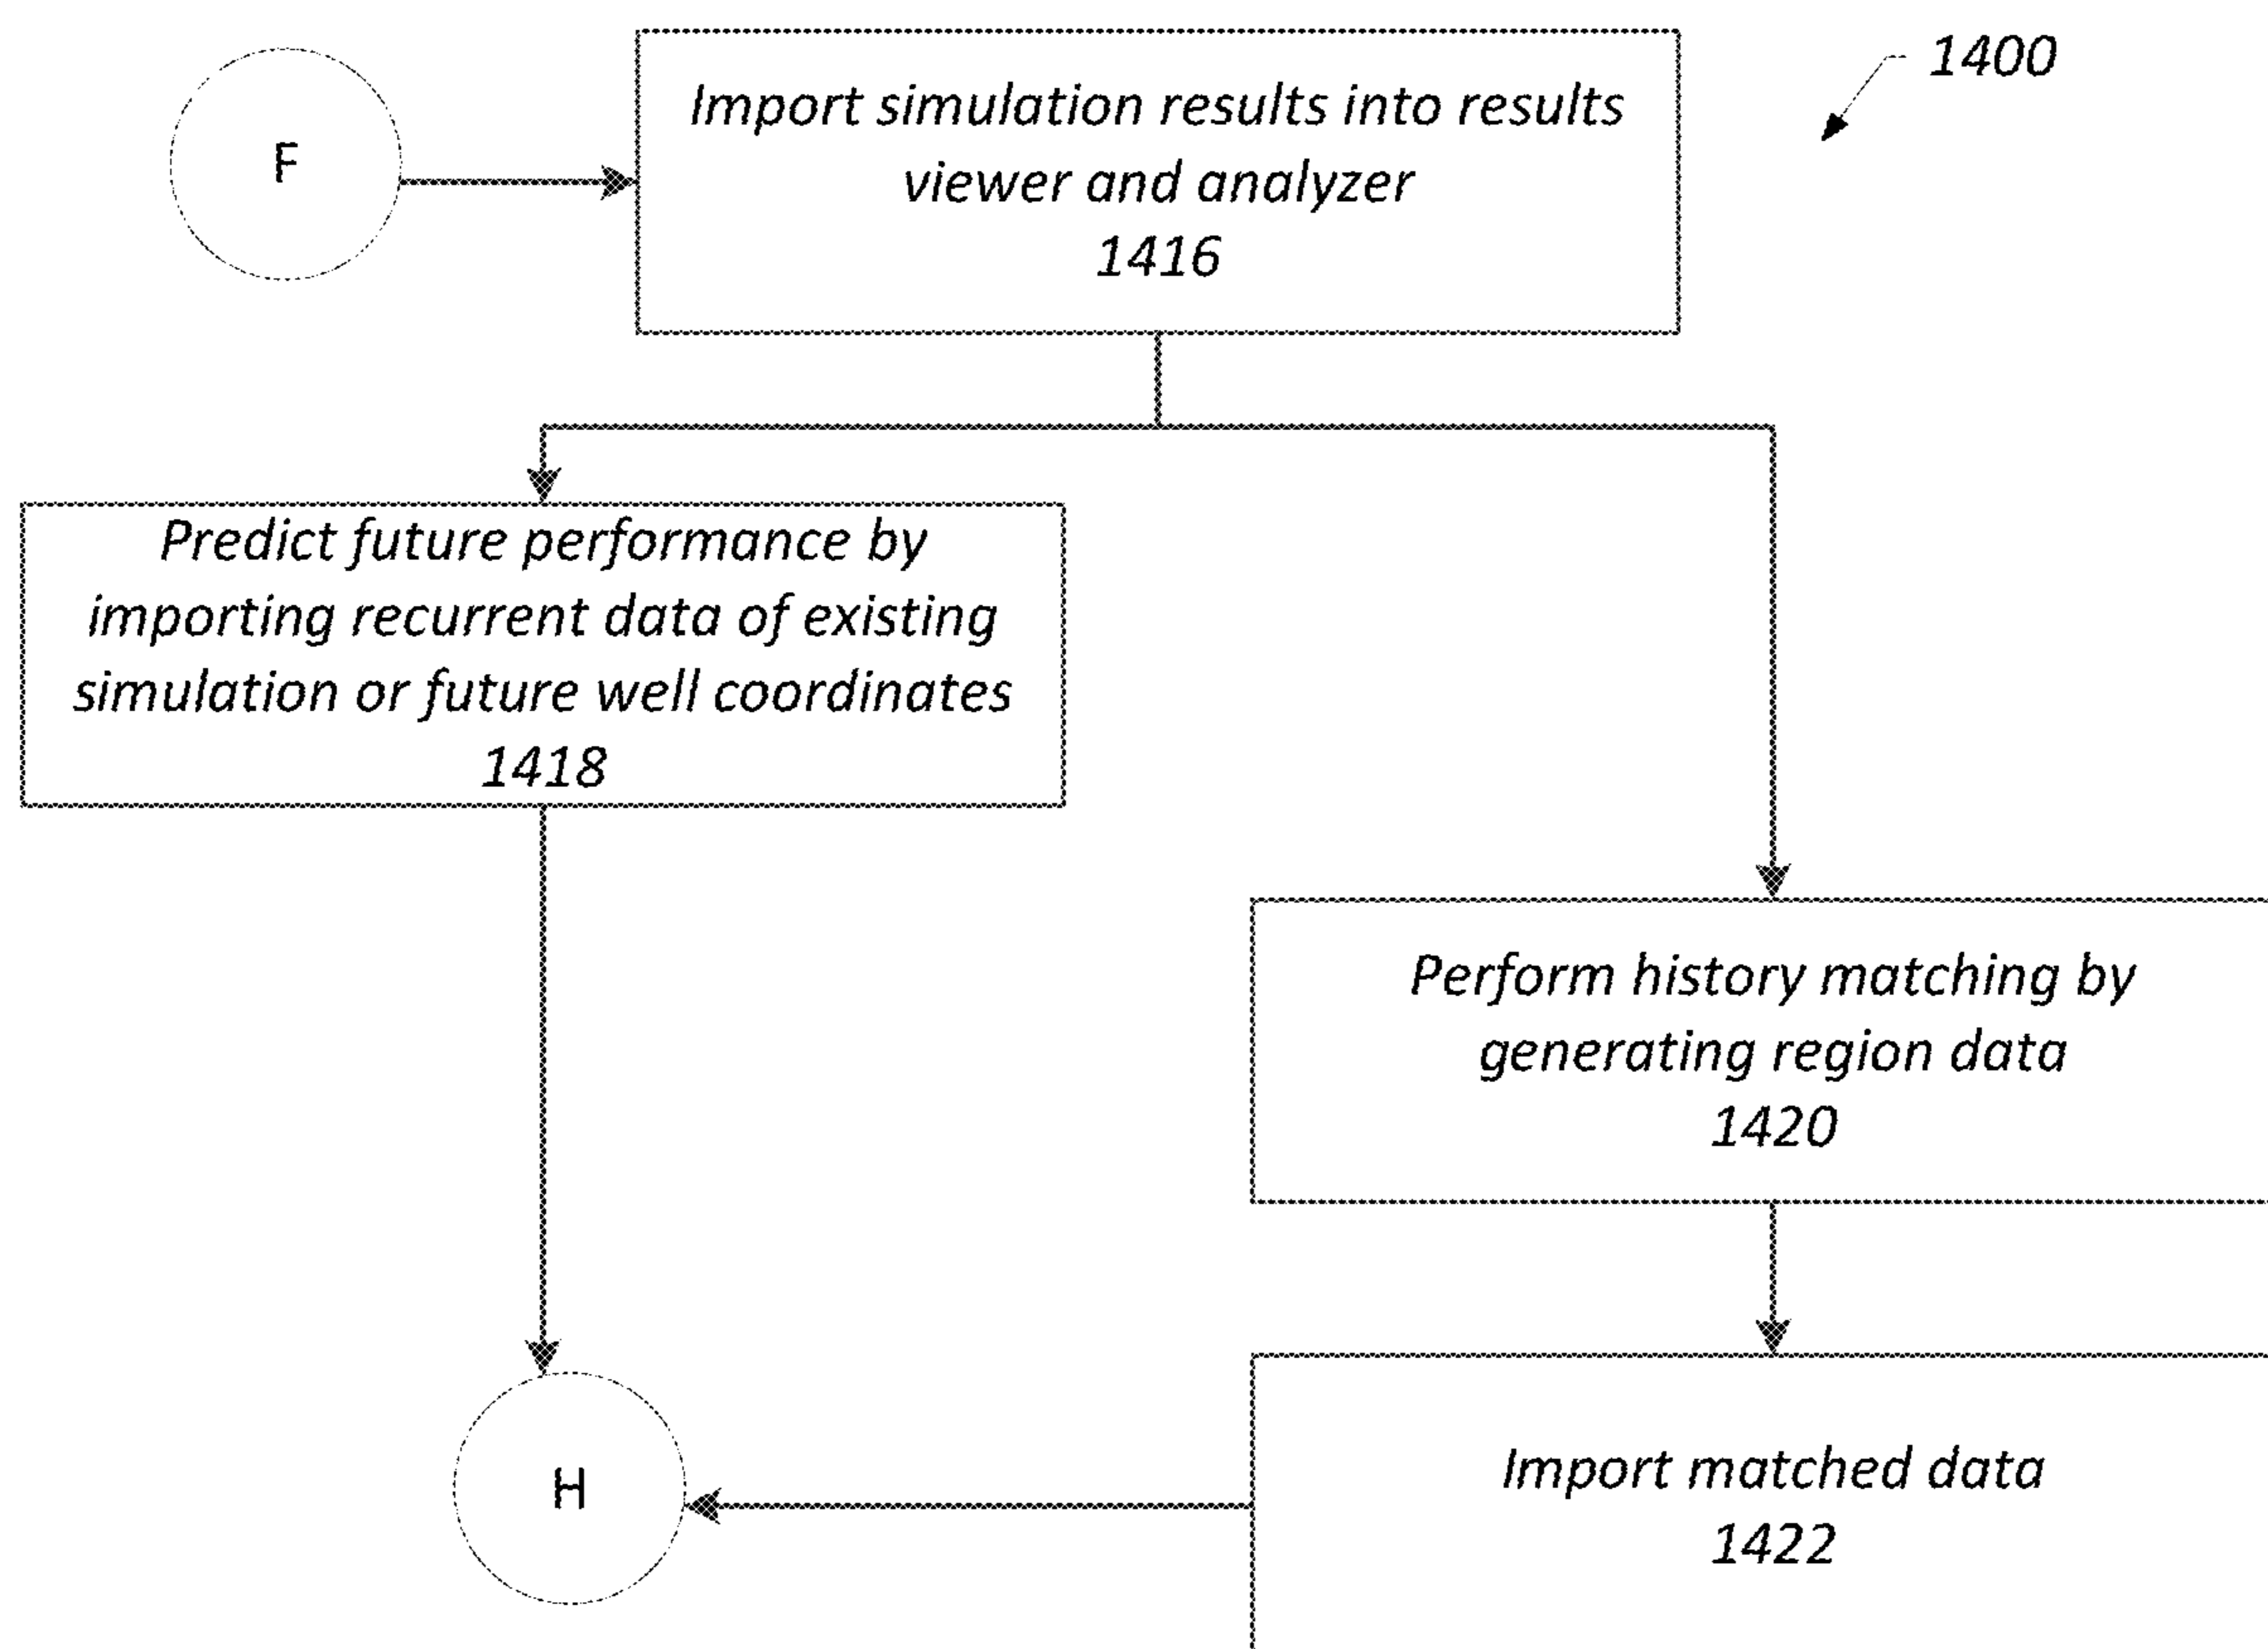 F
Import simulation results into results
viewer and analyzer
1416
1400
Predict future performance by
importing recurrent data of existing
simulation or future well coordinates
1418
Perform history matching by
generating region data
1420
H
Import matched data
1422